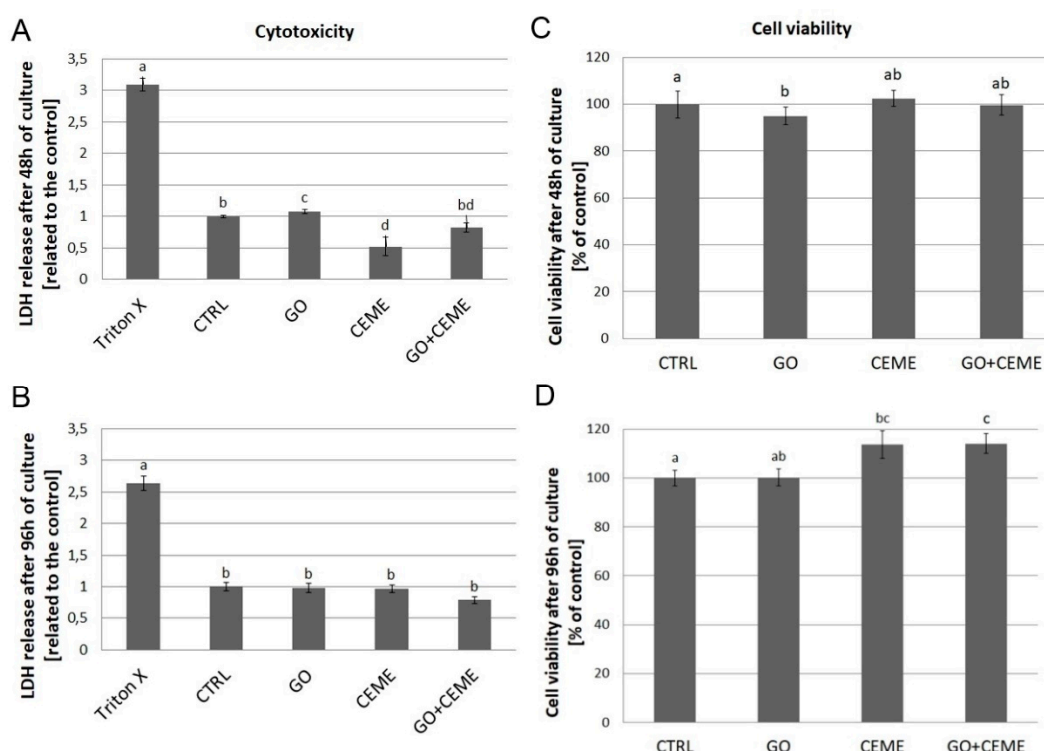 A
Cytotoxicity
LDH release after 48h of culture
[related to the control]
3,5
3
2,5
2
1,5
1
0,5
0
a
b
c
d
bd
Triton X
CTRL
GO
CEME
GO+CEME
B
LDH release after 96h of culture
[related to the control]
3,5
3
2,5
2
1,5
1
0,5
0
a
b
b
b
b
Triton X
CTRL
GO
CEME
GO+CEME
C
Cell viability
Cell viability after 48h of culture
[% of control]
120
100
80
60
40
20
0
a
b
ab
ab
CTRL
GO
CEME
GO+CEME
D
Cell viability after 96h of culture
[% of control]
120
100
80
60
40
20
0
a
ab
bc
c
CTRL
GO
CEME
GO+CEME